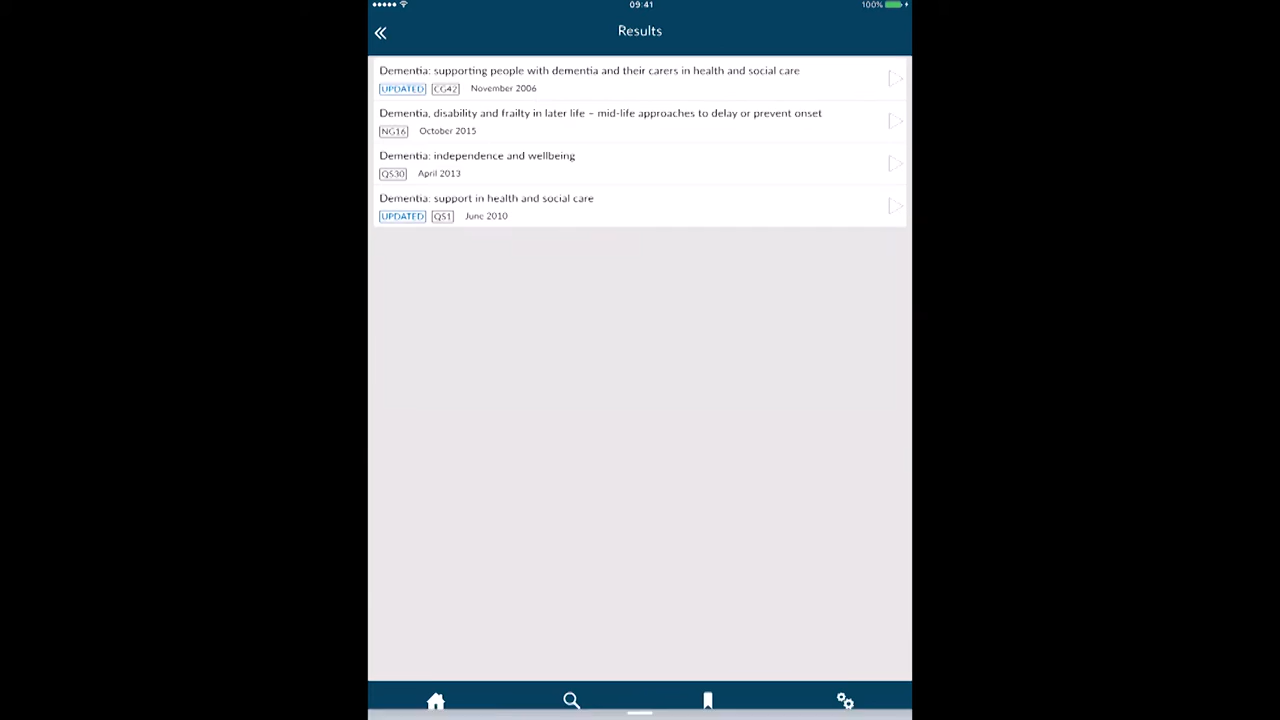 09:41
100%
Results
Dementia: supporting people with dementia and their carers in health and social care
UPDATED CG42 November 2006
Dementia, disability and frailty in later life – mid-life approaches to delay or prevent onset
NG16 October 2015
Dementia: independence and wellbeing
QS30 April 2013
Dementia: support in health and social care
UPDATED QS1 June 2010